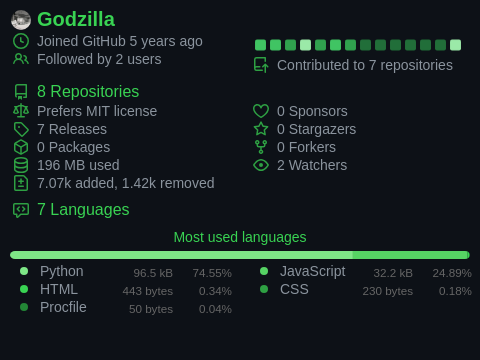 Godzilla
Joined GitHub 5 years ago
Followed by 2 users
Contributed to 7 repositories
8 Repositories
Prefers MIT license
7 Releases
0 Packages
196 MB used
7.07k added, 1.42k removed
0 Sponsors
0 Stargazers
0 Forkers
2 Watchers
7 Languages
Most used languages
Python 96.5 kB 74.55%
HTML 443 bytes 0.34%
Procfile 50 bytes 0.04%
JavaScript 32.2 kB 24.89%
CSS 230 bytes 0.18%